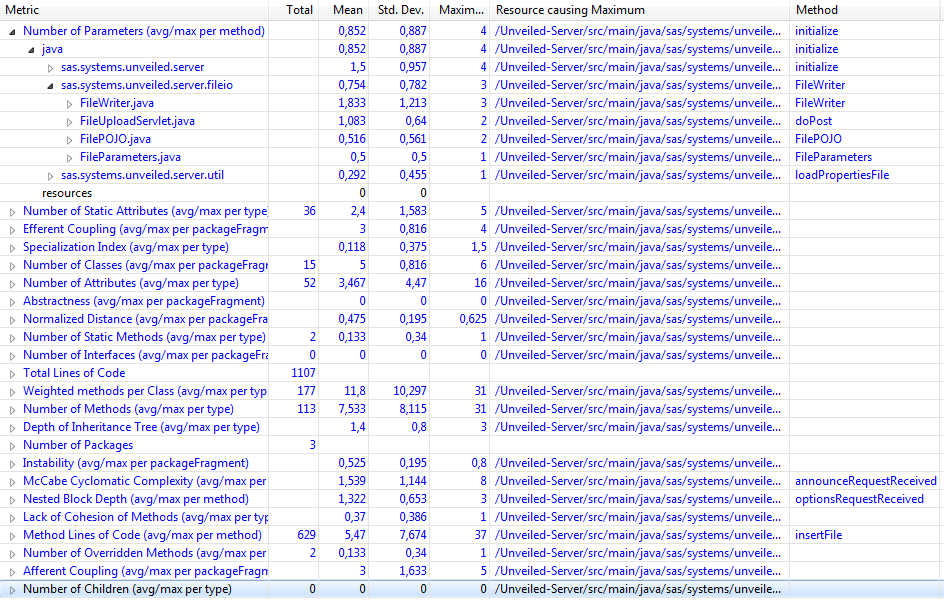 Metric Total Mean Std. Dev. Maxim... Resource causing Maximum Method
Number of Parameters (avg/max per method) 0,852 0,887 4 /Unveiled-Server/src/main/java/sas/systems/unveile... initialize
java 0,852 0,887 4 /Unveiled-Server/src/main/java/sas/systems/unveile... initialize
sas.systems.unveiled.server 1,5 0,957 4 /Unveiled-Server/src/main/java/sas/systems/unveile... initialize
sas.systems.unveiled.server.fileio 0,754 0,782 3 /Unveiled-Server/src/main/java/sas/systems/unveile... FileWriter
FileWriter.java 1,833 1,213 3 /Unveiled-Server/src/main/java/sas/systems/unveile... FileWriter
FileUploadServlet.java 1,083 0,64 2 /Unveiled-Server/src/main/java/sas/systems/unveile... doPost
FilePOJO.java 0,516 0,561 2 /Unveiled-Server/src/main/java/sas/systems/unveile... FilePOJO
FileParameters.java 0,5 0,5 1 /Unveiled-Server/src/main/java/sas/systems/unveile... FileParameters
sas.systems.unveiled.server.util 0,292 0,455 1 /Unveiled-Server/src/main/java/sas/systems/unveile... loadPropertiesFile
resources 0 0
Number of Static Attributes (avg/max per type) 36 2,4 1,583 5 /Unveiled-Server/src/main/java/sas/systems/unveile...
Efferent Coupling (avg/max per packageFragm 3 0,816 4 /Unveiled-Server/src/main/java/sas/systems/unveile...
Specialization Index (avg/max per type) 0,118 0,375 1,5 /Unveiled-Server/src/main/java/sas/systems/unveile...
Number of Classes (avg/max per packageFragr 15 5 0,816 6 /Unveiled-Server/src/main/java/sas/systems/unveile...
Number of Attributes (avg/max per type) 52 3,467 4,47 16 /Unveiled-Server/src/main/java/sas/systems/unveile...
Abstractness (avg/max per packageFragment) 0 0 0 /Unveiled-Server/src/main/java/sas/systems/unveile...
Normalized Distance (avg/max per packageFra 0,475 0,195 0,625 /Unveiled-Server/src/main/java/sas/systems/unveile...
Number of Static Methods (avg/max per type) 2 0,133 0,34 1 /Unveiled-Server/src/main/java/sas/systems/unveile...
Number of Interfaces (avg/max per packageFra 0 0 0 0 /Unveiled-Server/src/main/java/sas/systems/unveile...
Total Lines of Code 1107
Weighted methods per Class (avg/max per typ 177 11,8 10,297 31 /Unveiled-Server/src/main/java/sas/systems/unveile...
Number of Methods (avg/max per type) 113 7,533 8,115 31 /Unveiled-Server/src/main/java/sas/systems/unveile...
Depth of Inheritance Tree (avg/max per type) 1,4 0,8 3 /Unveiled-Server/src/main/java/sas/systems/unveile...
Number of Packages 3
Instability (avg/max per packageFragment) 0,525 0,195 0,8 /Unveiled-Server/src/main/java/sas/systems/unveile...
McCabe Cyclomatic Complexity (avg/max per 1,539 1,144 8 /Unveiled-Server/src/main/java/sas/systems/unveile... announceRequestReceived
Nested Block Depth (avg/max per method) 1,322 0,653 3 /Unveiled-Server/src/main/java/sas/systems/unveile... optionsRequestReceived
Lack of Cohesion of Methods (avg/max per typ 0,37 0,386 1 /Unveiled-Server/src/main/java/sas/systems/unveile...
Method Lines of Code (avg/max per method) 629 5,47 7,674 37 /Unveiled-Server/src/main/java/sas/systems/unveile... insertFile
Number of Overridden Methods (avg/max per 2 0,133 0,34 1 /Unveiled-Server/src/main/java/sas/systems/unveile...
Afferent Coupling (avg/max per packageFragm 3 1,633 5 /Unveiled-Server/src/main/java/sas/systems/unveile...
Number of Children (avg/max per type) 0 0 0 0 /Unveiled-Server/src/main/java/sas/systems/unveile...